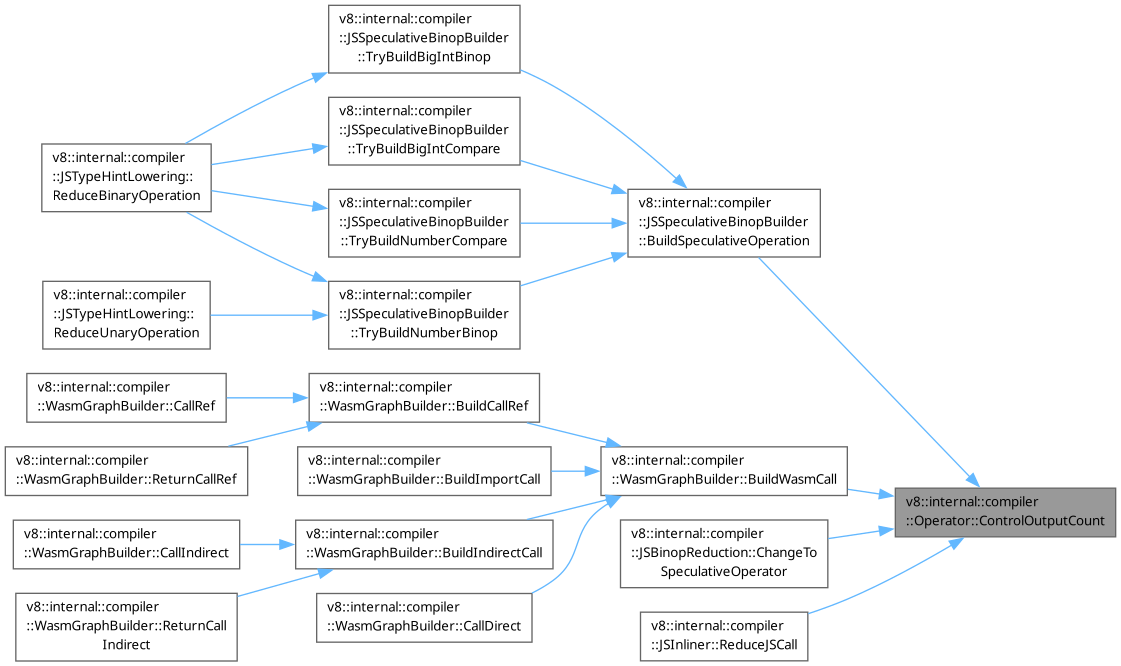 v8::internal::compiler
::JSSpeculativeBinopBuilder
::TryBuildBigIntBinop
v8::internal::compiler
::JSSpeculativeBinopBuilder
::TryBuildBigIntCompare
v8::internal::compiler
::JSTypeHintLowering::
ReduceBinaryOperation
v8::internal::compiler
::JSSpeculativeBinopBuilder
::TryBuildNumberCompare
v8::internal::compiler
::JSSpeculativeBinopBuilder
::BuildSpeculativeOperation
v8::internal::compiler
::JSTypeHintLowering::
ReduceUnaryOperation
v8::internal::compiler
::JSSpeculativeBinopBuilder
::TryBuildNumberBinop
v8::internal::compiler
::WasmGraphBuilder::CallRef
v8::internal::compiler
::WasmGraphBuilder::BuildCallRef
v8::internal::compiler
::WasmGraphBuilder::ReturnCallRef
v8::internal::compiler
::WasmGraphBuilder::BuildImportCall
v8::internal::compiler
::WasmGraphBuilder::BuildWasmCall
v8::internal::compiler
::Operator::ControlOutputCount
v8::internal::compiler
::WasmGraphBuilder::CallIndirect
v8::internal::compiler
::WasmGraphBuilder::BuildIndirectCall
v8::internal::compiler
::JSBinopReduction::ChangeTo
SpeculativeOperator
v8::internal::compiler
::WasmGraphBuilder::ReturnCall
Indirect
v8::internal::compiler
::WasmGraphBuilder::CallDirect
v8::internal::compiler
::JSInliner::ReduceJSCall